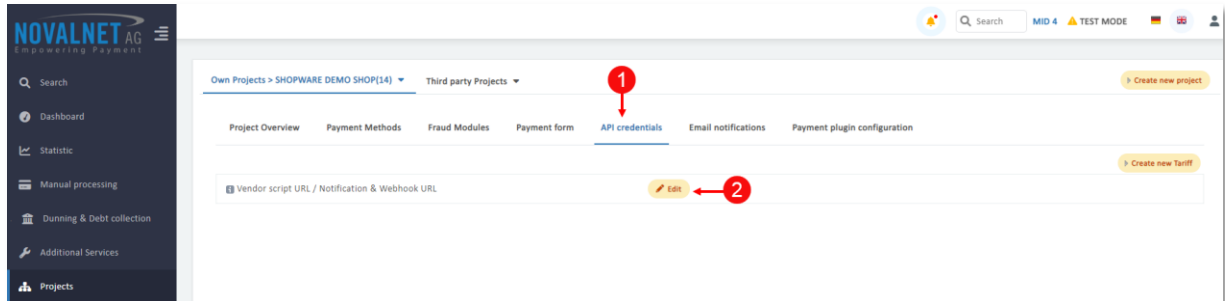 NOVALNET AG
Empowering Payment
Search
MID 4
TEST MODE
Search
Dashboard
Statistic
Manual processing
Dunning & Debt collection
Additional Services
Projects
Own Projects > SHOPWARE DEMO SHOP(14)
Third party Projects
1
Create new project
Project Overview
Payment Methods
Fraud Modules
Payment form
API credentials
Email notifications
Payment plugin configuration
Create new Tariff
Vendor script URL / Notification & Webhook URL
Edit
2